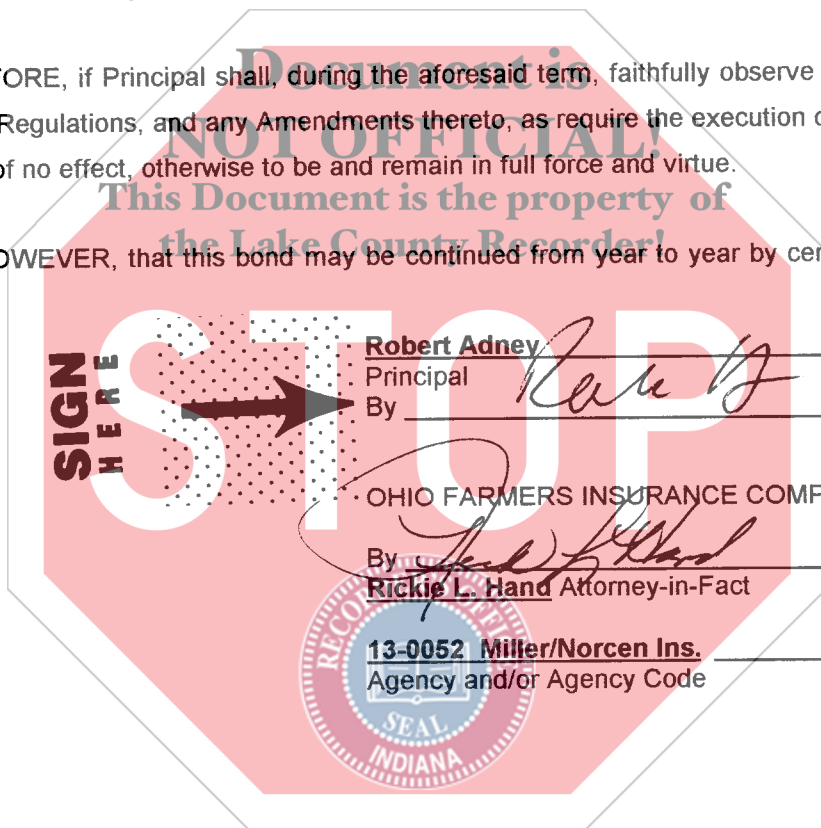 Document is
FORE, if Principal shall, during the aforesaid term, faithfully observe
Regulations, and any Amendments thereto, as require the execution
NOT OFFICIAL!
of no effect, otherwise to be and remain in full force and virtue.
This Document is the property of
the Lake County Recorder!
OWEVER, that this bond may be continued from year to year by cer
STOP
SIGN
HERE
Robert Adney
Principal
By
OHIO FARMERS INSURANCE COMP
By
Rickie L. Hand Attorney-in-Fact
13-0052 Miller/Norcen Ins.
Agency and/or Agency Code
RECORDER'S OFFICE
SEAL
INDIANA